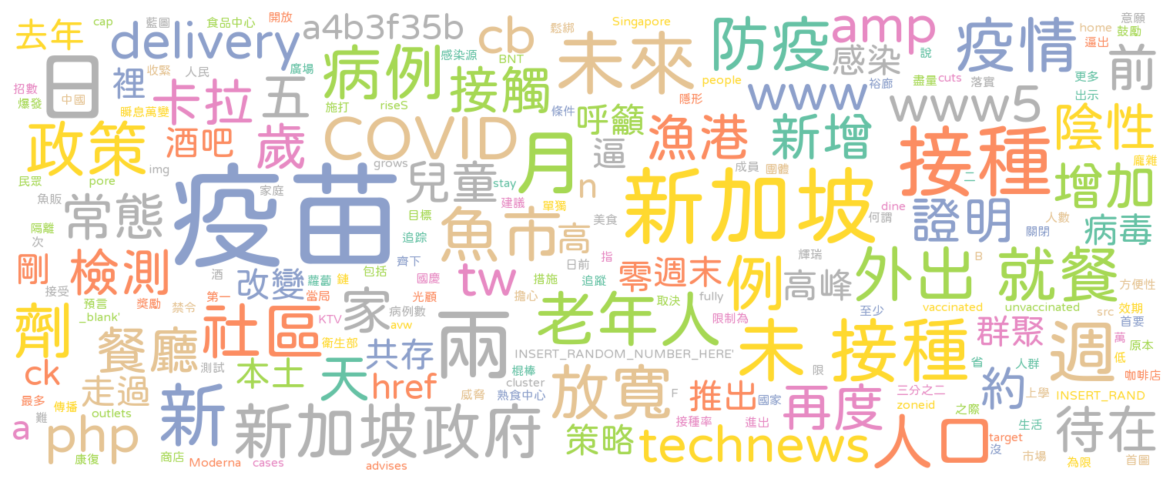 去年 cap 藍圖 食品中心 開放 delivery a4b3f35b cb 鬆綁 Singapore 防疫 amp 疫情 home 意願 鼓勵 前
日 裡 收緊 人民 廣場 病例 感染源 BNT 未來 感染 說 逼出
招數 爆發 中國 瞬息萬變 卡拉 五 施打 riseS 接觸 條件 people 隱形 www 裕廊 盡量 cuts 落實 更多 出示
政策 酒吧 歲 COVID 月 呼籲 逼 漁港 新增 www5 接種 陰性
民眾 pore img grows 兒童 stay n 成員 團體 二 龐雜 增加
魚販 常態 疫苗 家庭 目標 建議 單獨 魚市 高 美食 新加坡 dine 何謂 證明 人數 關閉 病毒
隔離 次 追踪
剛 接受 檢測 改變 酒 齊下 蘿蔔 鏈 包括 國慶 tw 日前 措施 指 追蹤 輝瑞 零週末 例 高峰 外出 就餐 B 方便性
預言 _blank' 獎勵 禁令 第一 當局 家 光顧 病例數 擔心 老年人 取決 fully 限制為 至少 vaccinated unvaccinated src 效期 首要
劑 餐廳 社區 KTV avw 衛生部 兩 INSERT_RANDOM_NUMBER_HERE' 未 接種 群聚 萬 原本 低 週
ck 走過 測試 本土 天 共存 href 棍棒 cluster 熟食中心 威脅 放寬 F 限 推出 再度 省 人群 約 咖啡店
最多 傳播 難 三分之二 zoneid 上學 INSERT_RAND
a php outlets 新 新加坡政府 策略 接種率 國家 進出 technews 之際 人口 生活 待在
康復 商店 Moderna cases advises target 沒 市場 為限 首圖